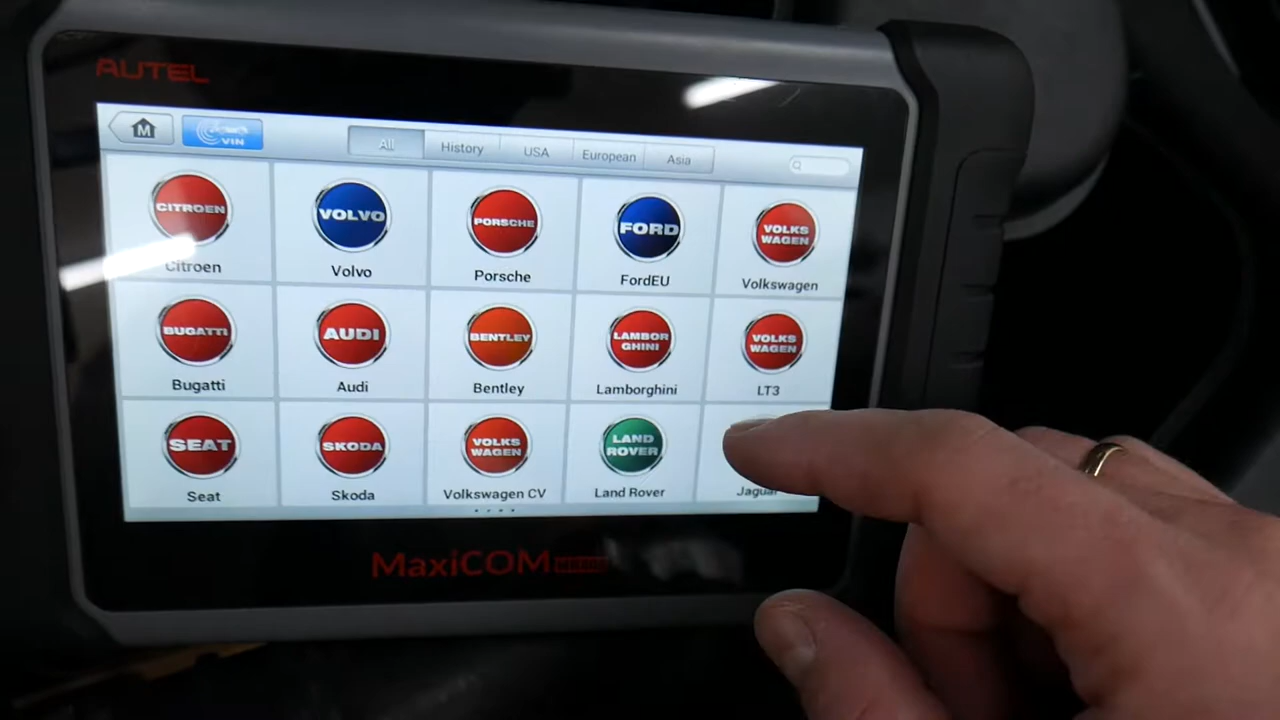 AUTEL
M
VIN
All
History
USA
European
Asia
CITROEN
VOLVO
PORSCHE
FORD
VOLKS
WAGEN
Citroen
Volvo
Porsche
FordEU
Volkswagen
BUGATTI
AUDI
BENTLEY
LAMBOR
GHINI
VOLKS
WAGEN
Bugatti
Audi
Bentley
Lamborghini
LT3
SEAT
SKODA
VOLKS
WAGEN
LAND
ROVER
Seat
Skoda
Volkswagen CV
Land Rover
Jaguar
MaxiCOM